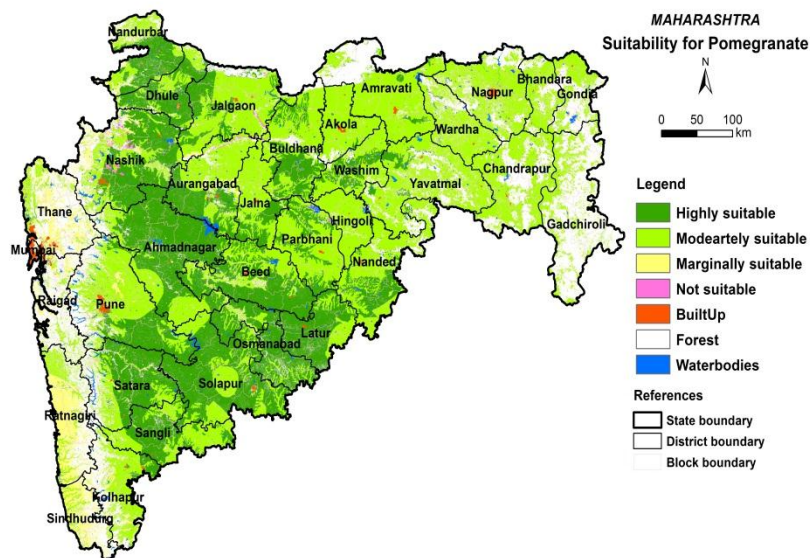 MAHARASHTRA
Suitability for Pomegranate
N
0 50 100
km
Legend
Highly suitable
Modeartely suitable
Marginally suitable
Not suitable
BuiltUp
Forest
Waterbodies
References
State boundary
District boundary
Block boundary
Nandurbar
Dhule
Jalgaon
Amravati
Nagpur
Bhandara
Gondia
Akola
Wardha
Buldhana
Nashik
Washim
Chandrapur
Aurangabad
Yavatmal
Jalna
Thane
Hingoli
Gadchiroli
Ahmadnagar
Parbhani
Mumbai
Nanded
Beed
Raigad
Pune
Latur
Osmanabad
Satara
Solapur
Ratnagiri
Sangli
Kolhapur
Sindhudurg